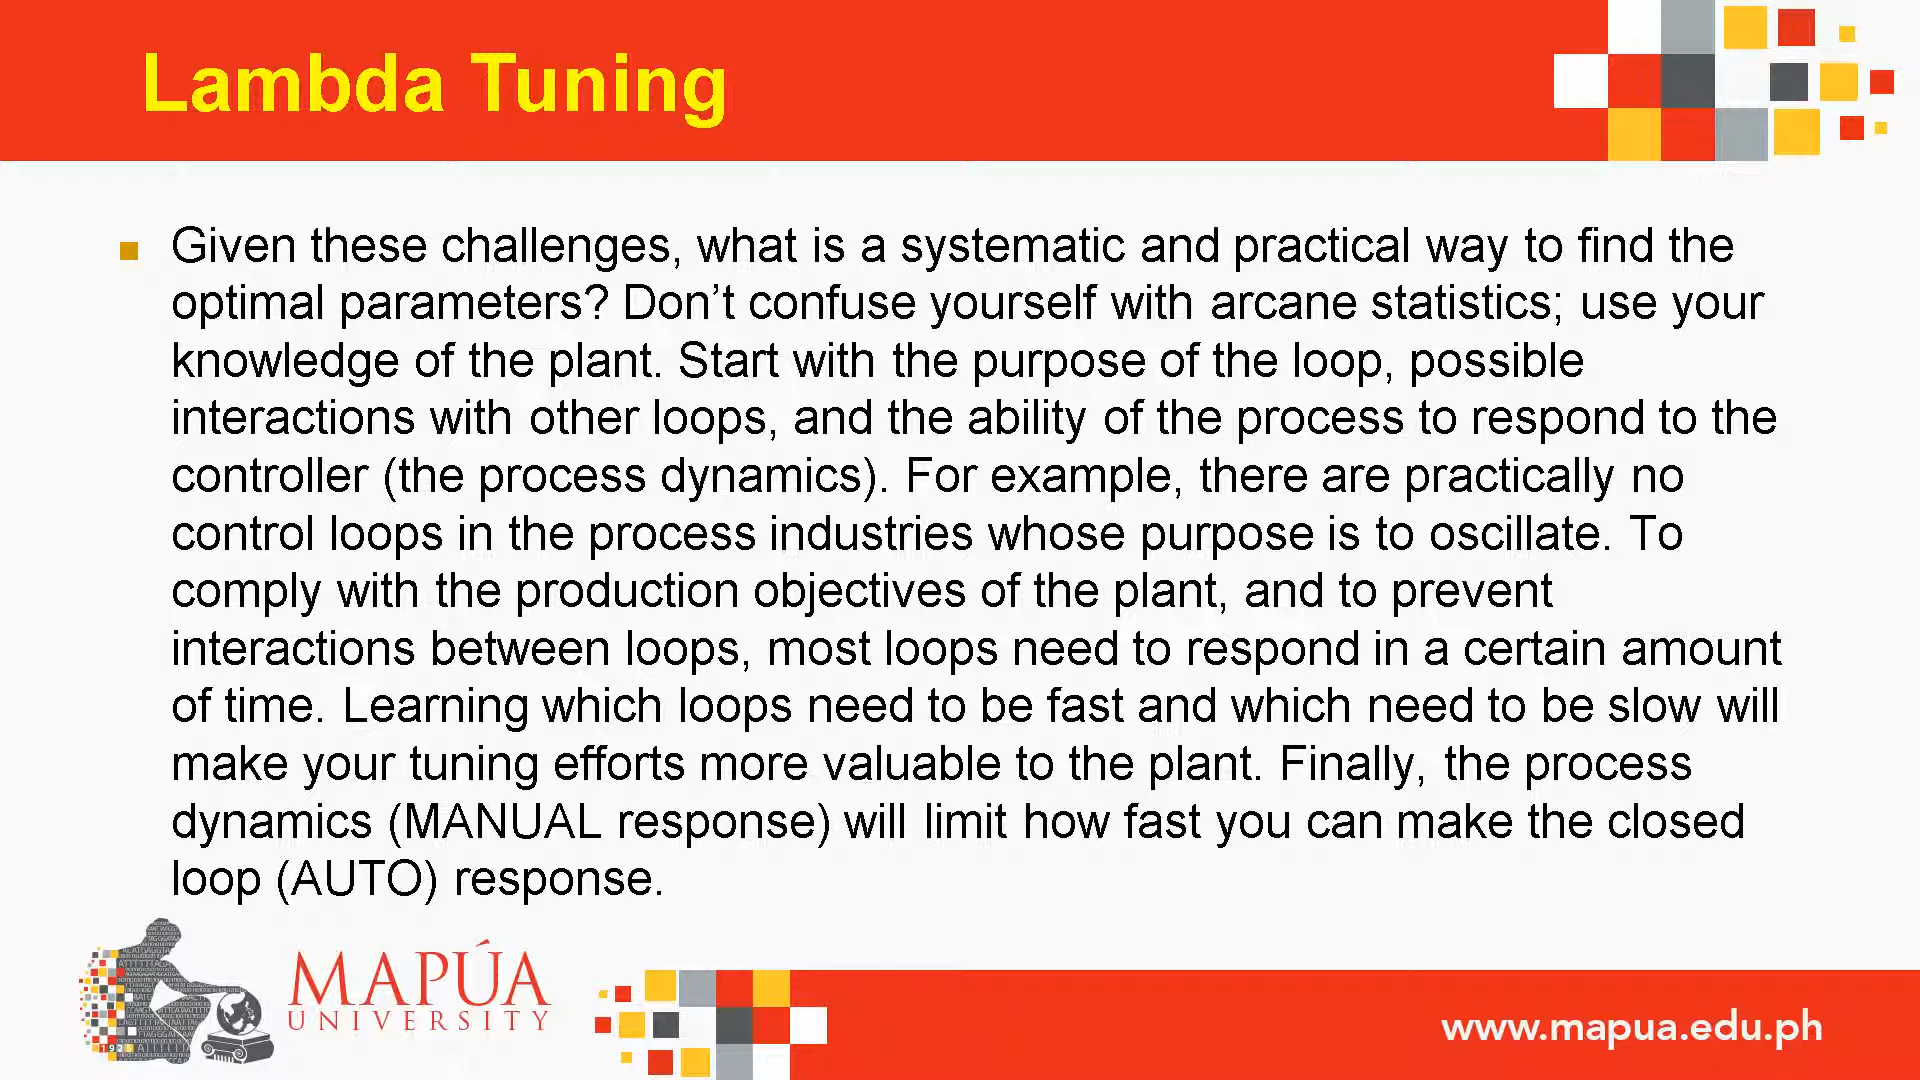 Lambda Tuning
Given these challenges, what is a systematic and practical way to find the
optimal parameters? Don’t confuse yourself with arcane statistics; use your
knowledge of the plant. Start with the purpose of the loop, possible
interactions with other loops, and the ability of the process to respond to the
controller (the process dynamics). For example, there are practically no
control loops in the process industries whose purpose is to oscillate. To
comply with the production objectives of the plant, and to prevent
interactions between loops, most loops need to respond in a certain amount
of time. Learning which loops need to be fast and which need to be slow will
make your tuning efforts more valuable to the plant. Finally, the process
dynamics (MANUAL response) will limit how fast you can make the closed
loop (AUTO) response.
MAPÚA
UNIVERSITY
1925
www.mapua.edu.ph